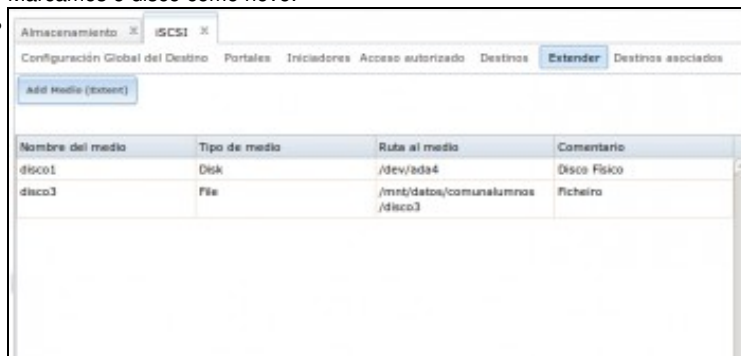 Marcamos o disco como novo.
Almacenamiento iSCSI
Configuración Global del Destino Portales Iniciadores Acceso autorizado Destinos Extender Destinos asociados
Add Medio (Extent)
Nombre del medio Tipo de medio Ruta al medio Comentario
disco1 Disk /dev/ada4 Disco Físico
disco3 File /mnt/datos/comunalumnos Ficheiro
/disco3